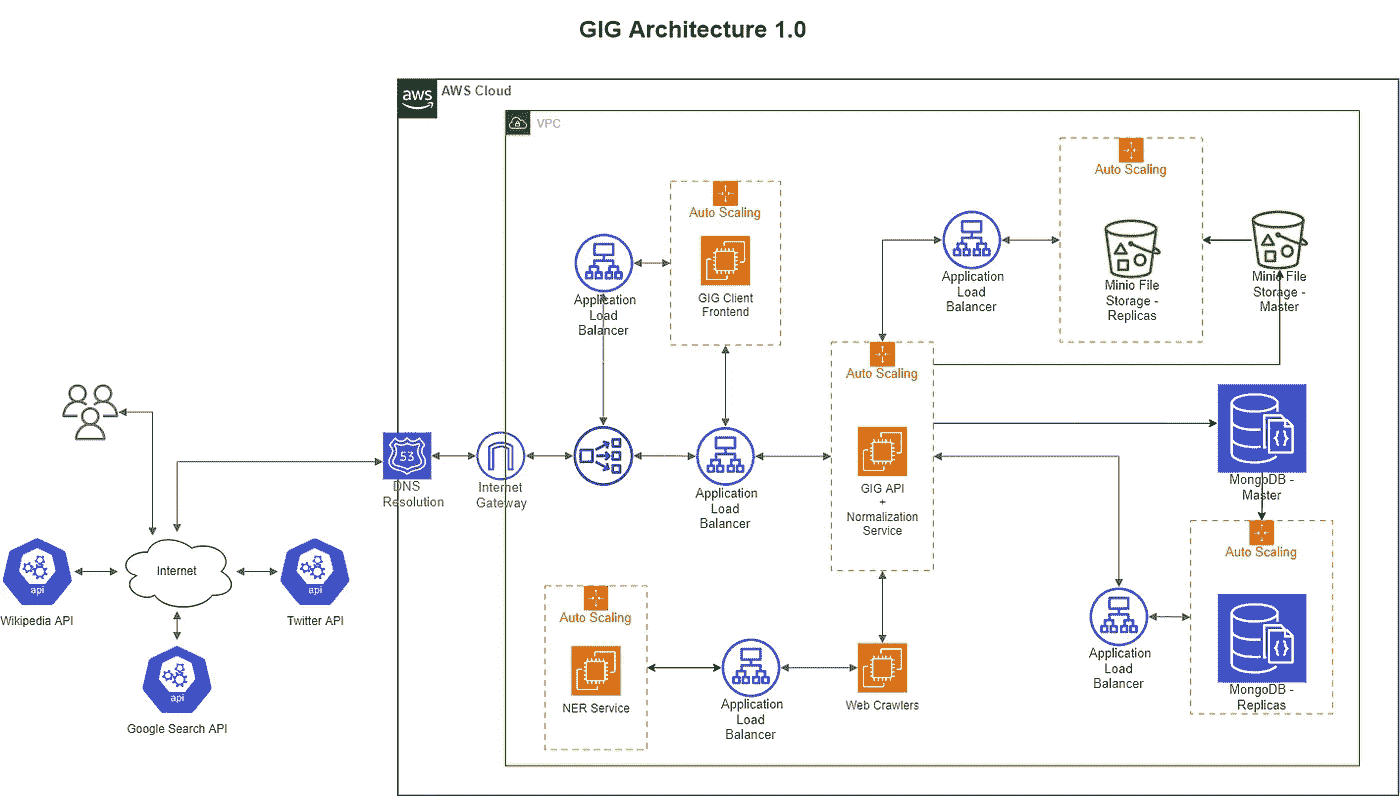 GIG Architecture 1.0
aws
AWS Cloud
VPC
Auto Scaling
Minio File
Storage -
Replicas
Minio File
Storage -
Master
Application
Load
Balancer
Auto Scaling
GIG Client
Frontend
Application
Load
Balancer
Auto Scaling
GIG API
+
Normalization
Service
53
DNS
Resolution
Internet
Gateway
Application
Load
Balancer
MongoDB -
Master
Auto Scaling
MongoDB -
Replicas
Application
Load
Balancer
Internet
api
Wikipedia API
api
Twitter API
api
Google Search API
Auto Scaling
NER Service
Application
Load
Balancer
Web Crawlers